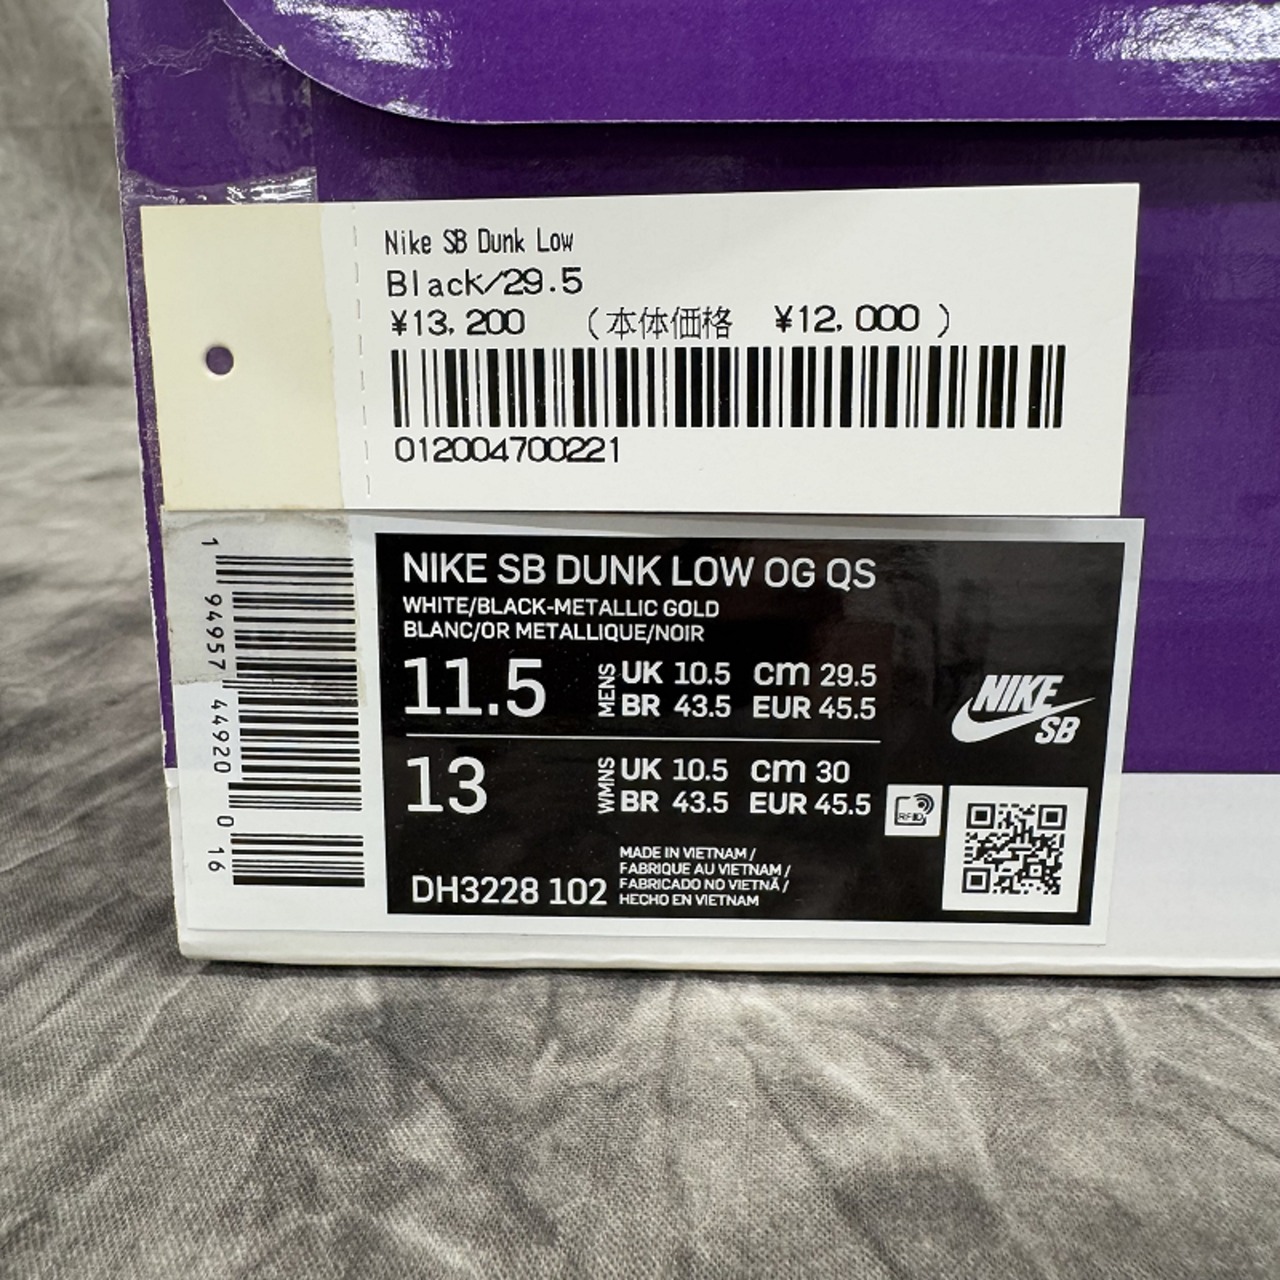 Nike SB Dunk Low
Black/29.5
¥13,200 (本体価格 ¥12,000 )
012004700221
1 94957 44920 0 16
NIKE SB DUNK LOW OG QS
WHITE/BLACK-METALLIC GOLD
BLANC/OR METALLIQUE/NOIR
11.5 MENS UK 10.5 cm 29.5
BR 43.5 EUR 45.5
NIKE
SB
13 WMNS UK 10.5 cm 30
BR 43.5 EUR 45.5
RFID
DH3228 102
MADE IN VIETNAM /
FABRIQUE AU VIETNAM /
FABRICADO NO VIETNÃ /
HECHO EN VIETNAM